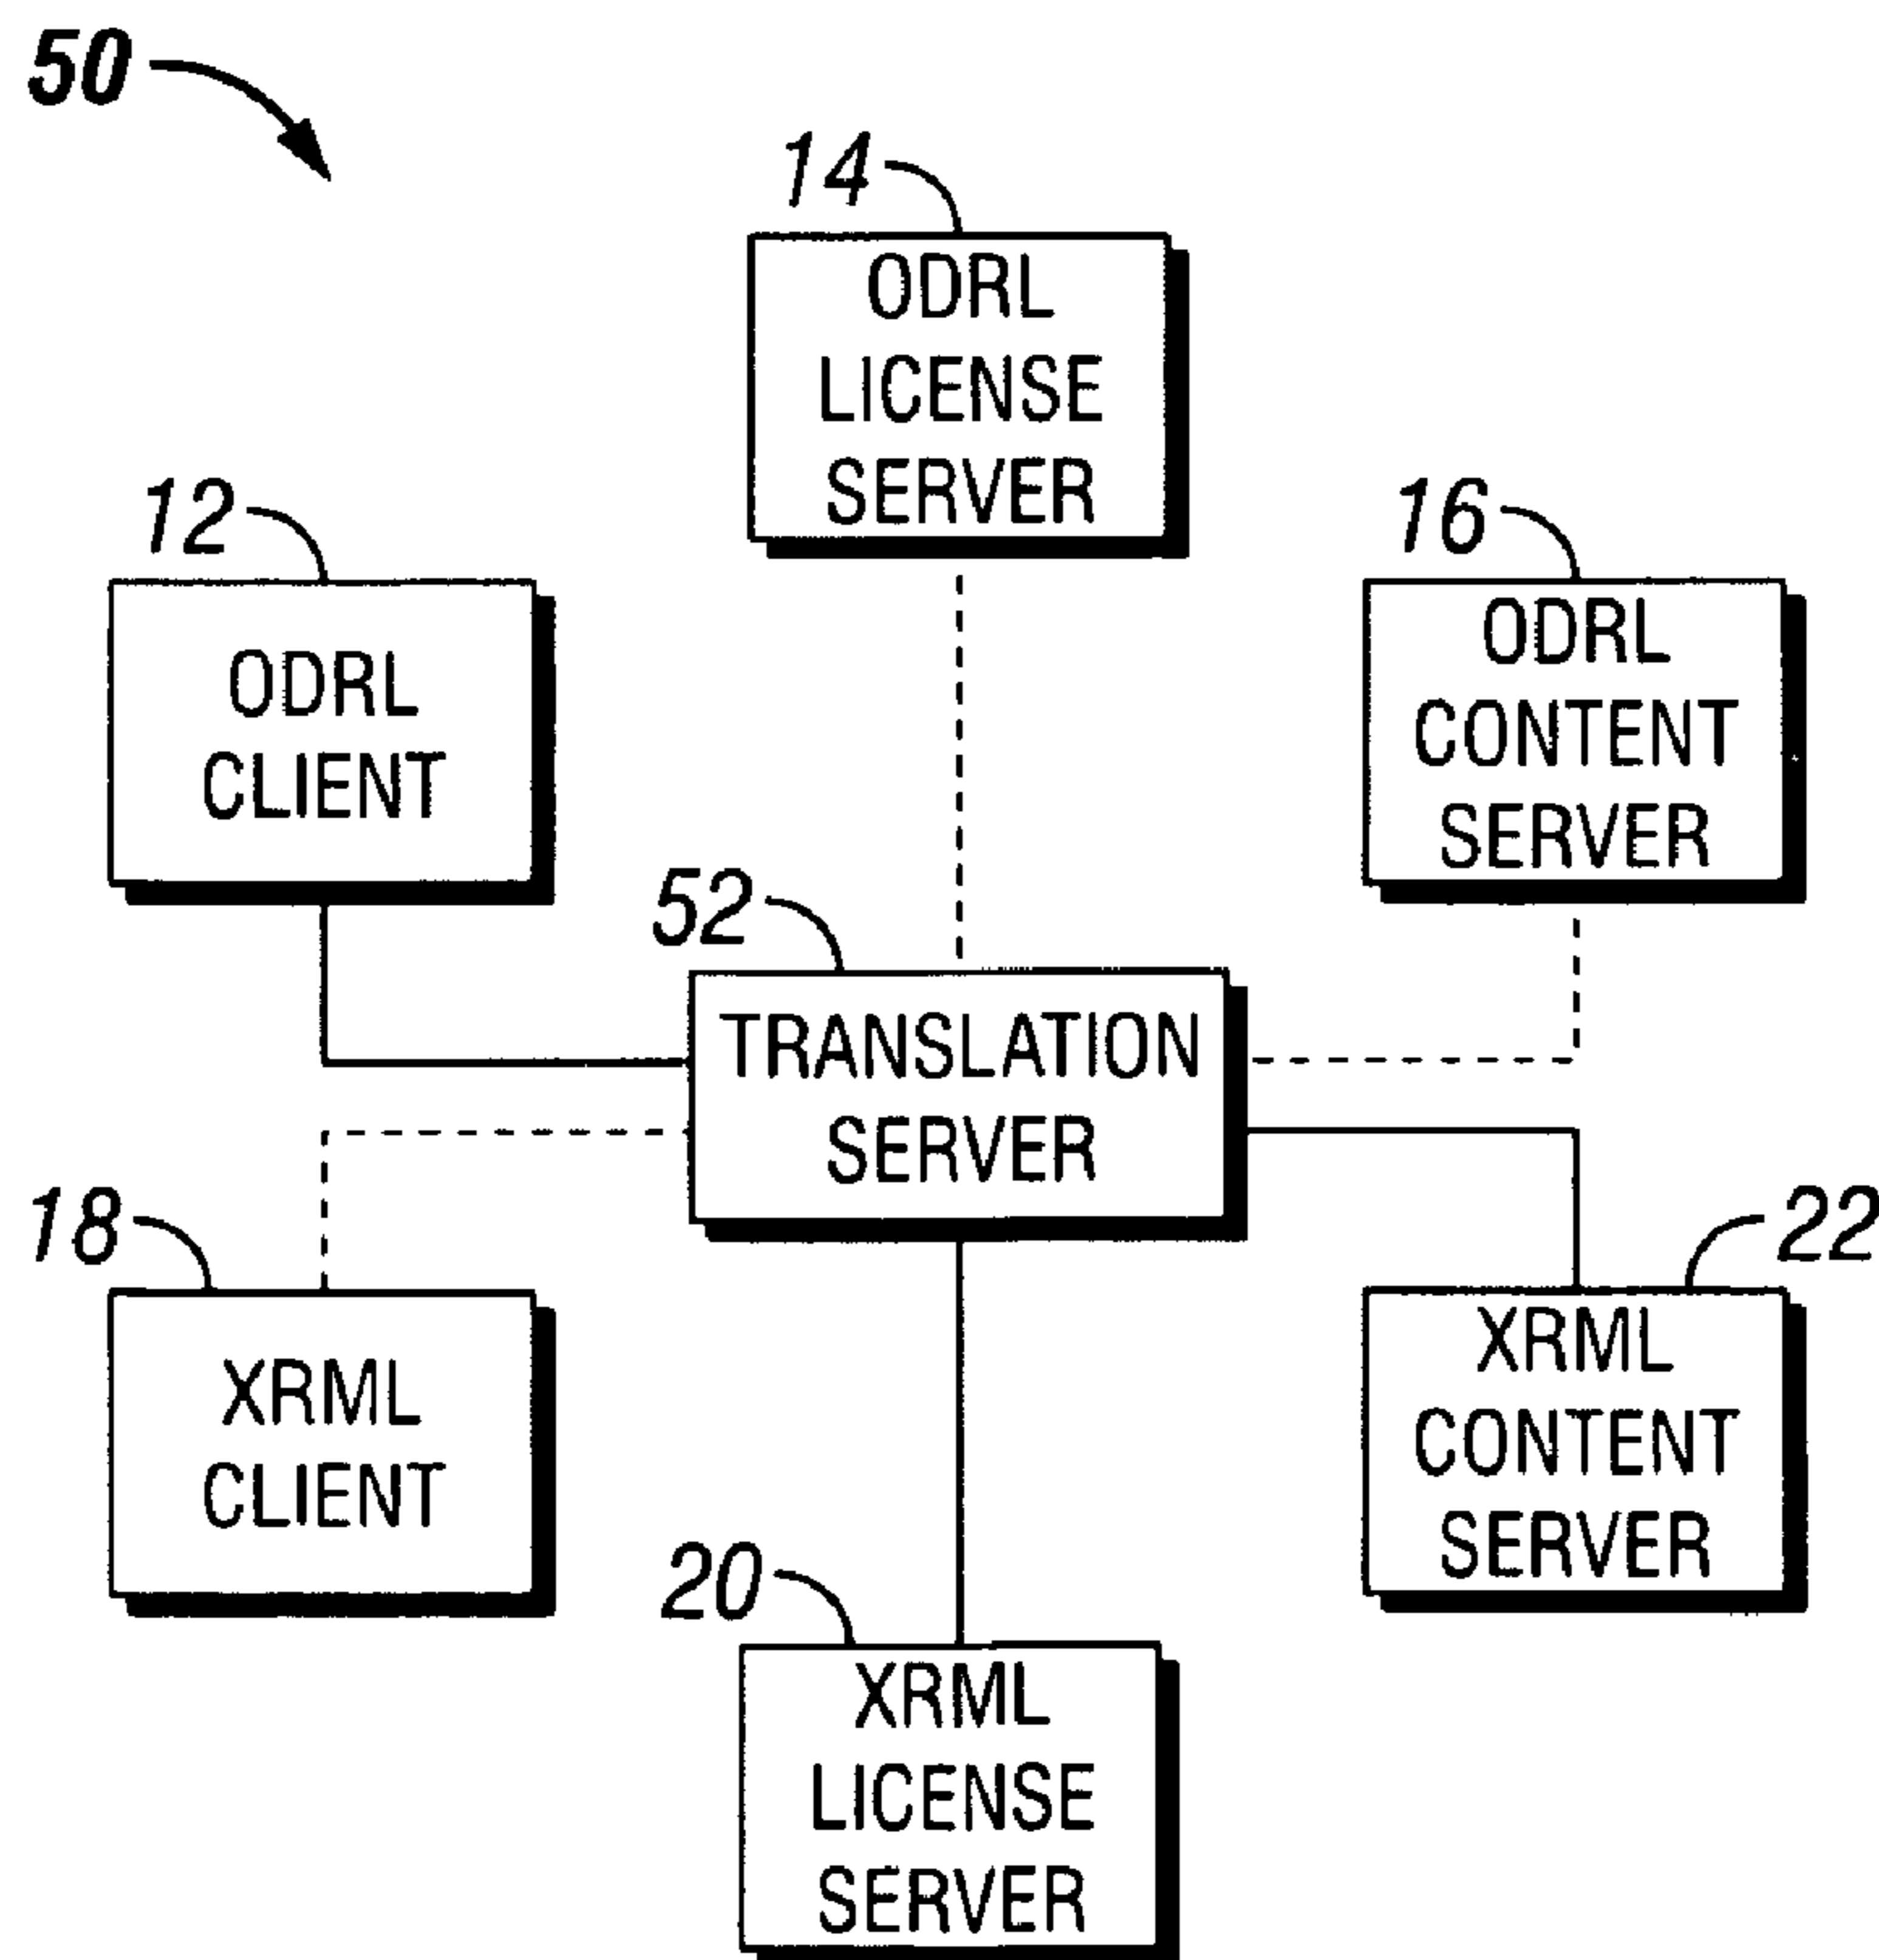 50
14
ODRL
LICENSE
SERVER
12
ODRL
CLIENT
16
ODRL
CONTENT
SERVER
52
TRANSLATION
SERVER
18
XRML
CLIENT
22
XRML
CONTENT
SERVER
20
XRML
LICENSE
SERVER